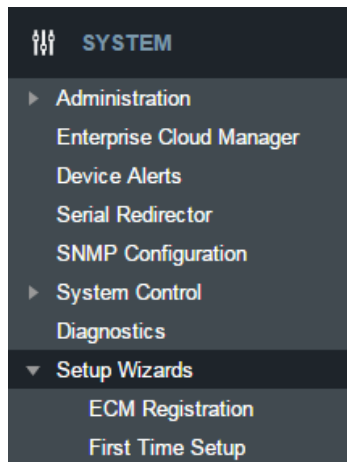 SYSTEM
Administration
Enterprise Cloud Manager
Device Alerts
Serial Redirector
SNMP Configuration
System Control
Diagnostics
Setup Wizards
ECM Registration
First Time Setup